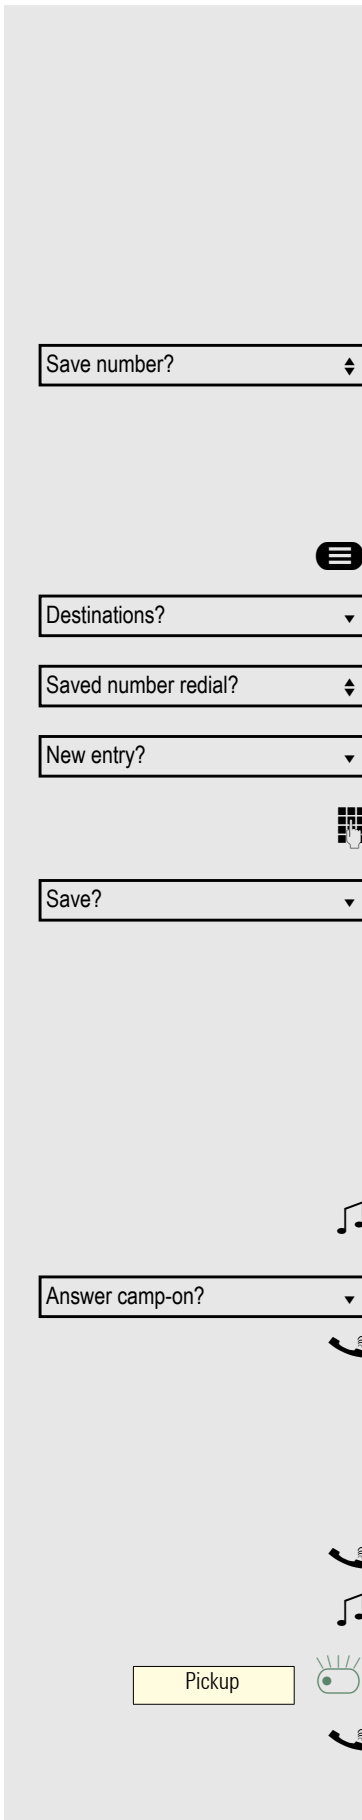 Save number?
Destinations?
Saved number redial?
New entry?
Save?
Answer camp-on?
Pickup